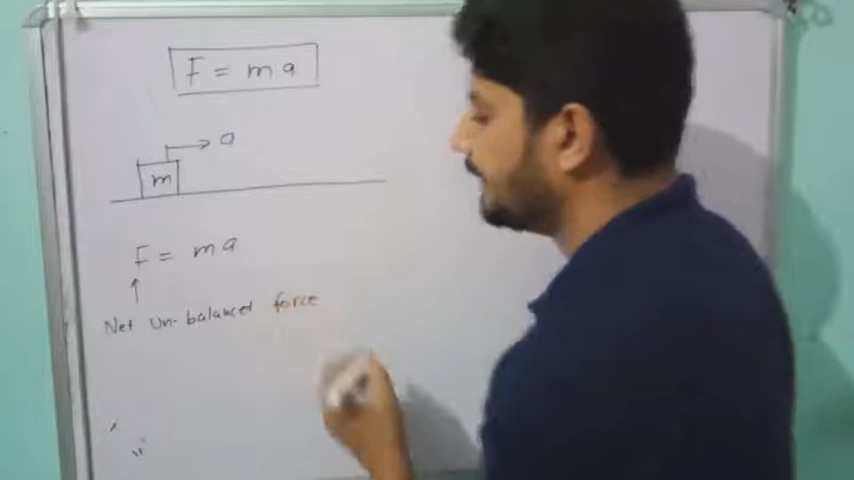 F = ma
a
m
F = ma
Net Un-balanced force